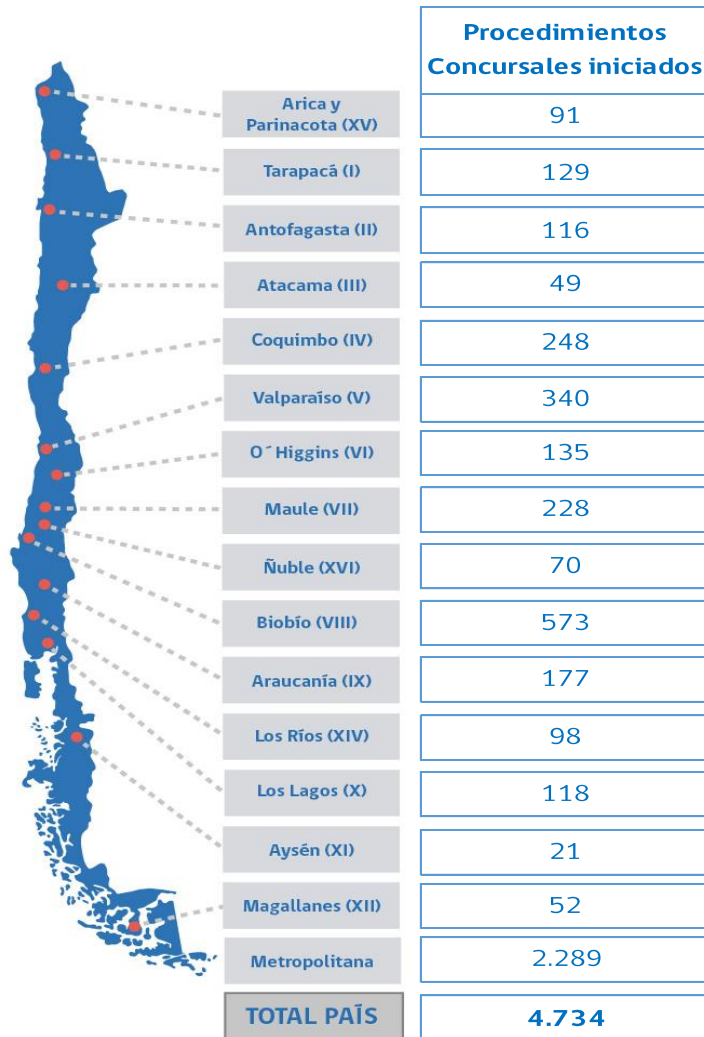 Procedimientos
Concursales iniciados
Arica y
Parinacota (XV)
91
Tarapacá (I)
129
Antofagasta (II)
116
Atacama (III)
49
Coquimbo (IV)
248
Valparaíso (V)
340
O´Higgins (VI)
135
Maule (VII)
228
Ñuble (XVI)
70
Biobío (VIII)
573
Araucanía (IX)
177
Los Ríos (XIV)
98
Los Lagos (X)
118
Aysén (XI)
21
Magallanes (XII)
52
Metropolitana
2.289
TOTAL PAÍS
4.734